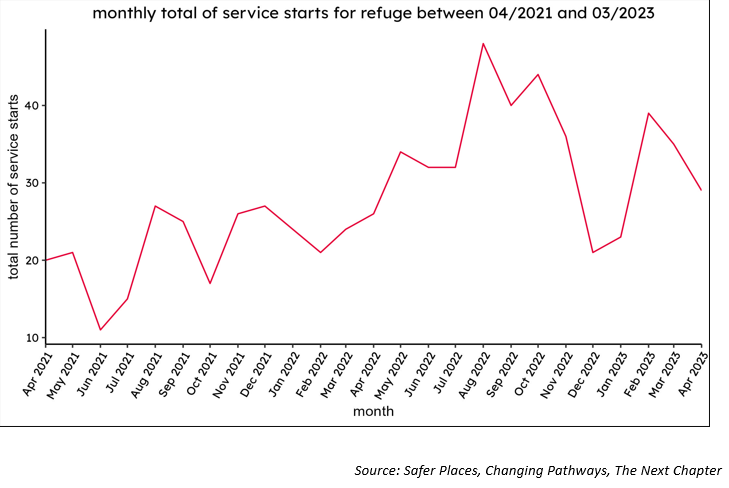 monthly total of service starts for refuge between 04/2021 and 03/2023
total number of service starts
40
30
20
10
Apr 2021
May 2021
Jun 2021
Jul 2021
Aug 2021
Sep 2021
Oct 2021
Nov 2021
Dec 2021
Jan 2022
Feb 2022
Mar 2022
Apr 2022
May 2022
Jun 2022
Jul 2022
Aug 2022
Sep 2022
Oct 2022
Nov 2022
Dec 2022
Jan 2023
Feb 2023
Mar 2023
Apr 2023
month
Source: Safer Places, Changing Pathways, The Next Chapter